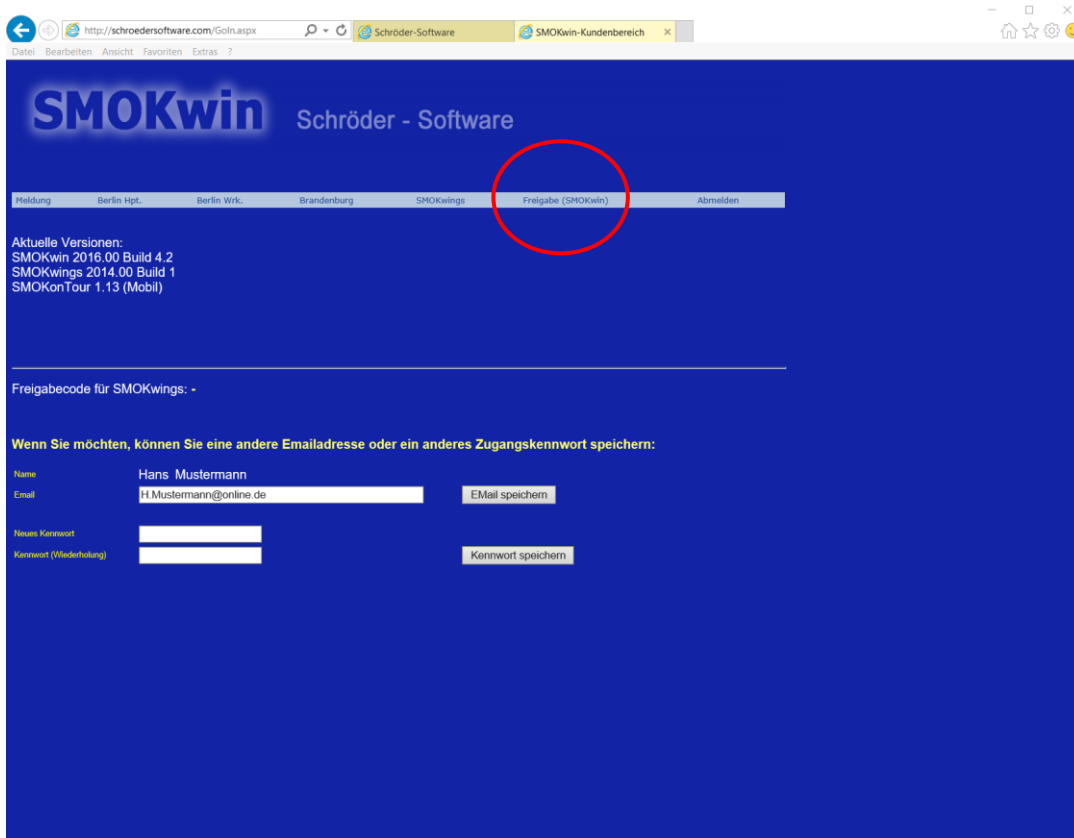 http://schroedersoftware.com/GoIn.aspx Schröder-Software SMOKwin-Kundenbereich
Datei Bearbeiten Ansicht Favoriten Extras ?
SMOKwin Schröder - Software
Meldung Berlin Hpt. Berlin Wrk. Brandenburg SMOKwings Freigabe (SMOKwin) Abmelden
Aktuelle Versionen:
SMOKwin 2016.00 Build 4.2
SMOKwings 2014.00 Build 1
SMOKonTour 1.13 (Mobil)
Freigabecode für SMOKwings: -
Wenn Sie möchten, können Sie eine andere Emailadresse oder ein anderes Zugangskennwort speichern:
Name Hans Mustermann
Email H.Mustermann@online.de EMail speichern
Neues Kennwort
Kennwort (Wiederholung) Kennwort speichern